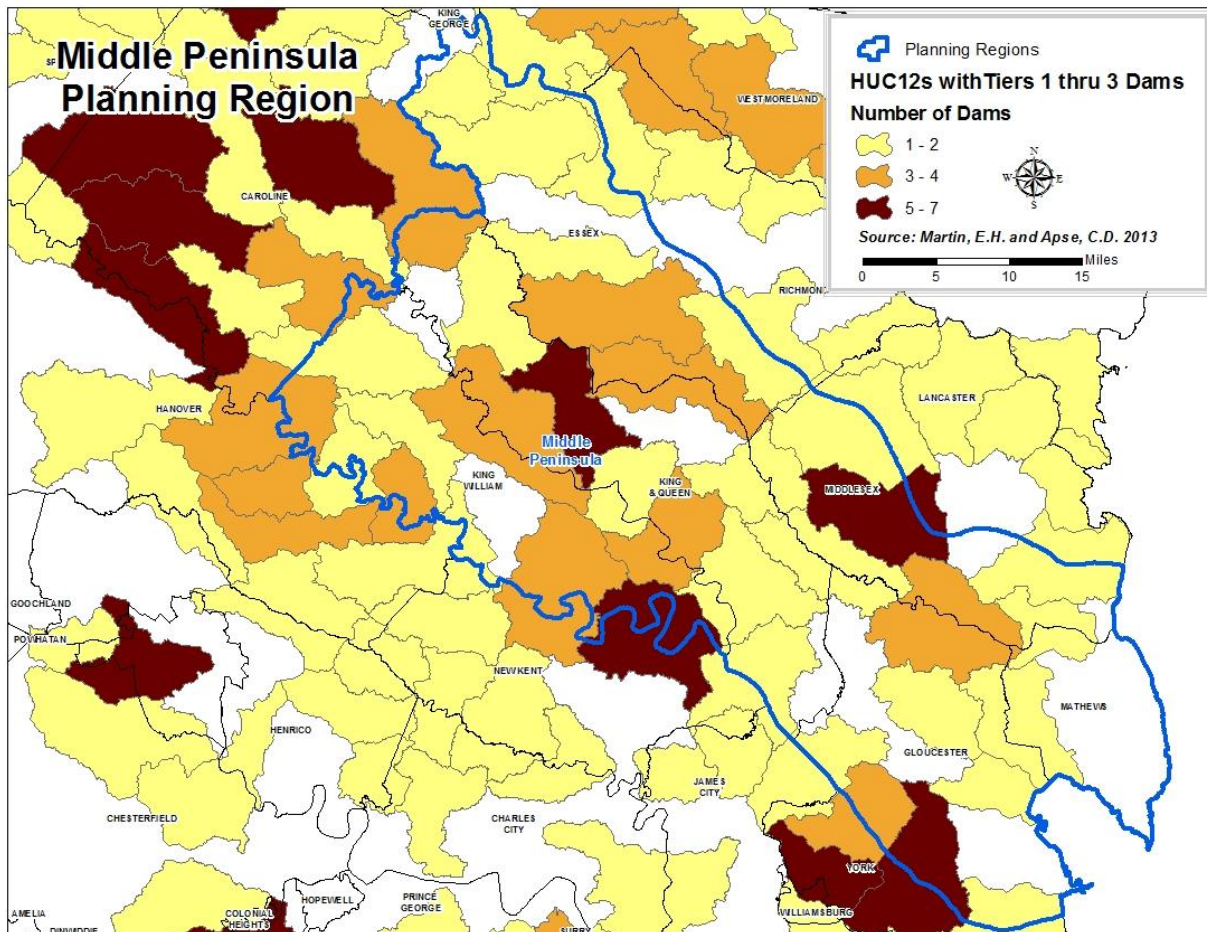 Middle Peninsula
Planning Region
KING
GEORGE
WESTMORELAND
CAROLINE
ESSEX
RICHMOND
HANOVER
LANCASTER
Middle
Peninsula
KING
WILLIAM
KING
& QUEEN
MIDDLESEX
GOOCHLAND
POWHATAN
NEW KENT
HENRICO
MATHEWS
GLOUCESTER
JAMES
CITY
CHESTERFIELD
CHARLES
CITY
YORK
HOPEWELL
PRINCE
GEORGE
WILLIAMSBURG
AMELIA
COLONIAL
HEIGHTS
DINWIDDIE
SURRY
Planning Regions
HUC12s with Tiers 1 thru 3 Dams
Number of Dams
1 - 2
3 - 4
5 - 7
N
W E
S
Source: Martin, E.H. and Apse, C.D. 2013
Miles
0 5 10 15